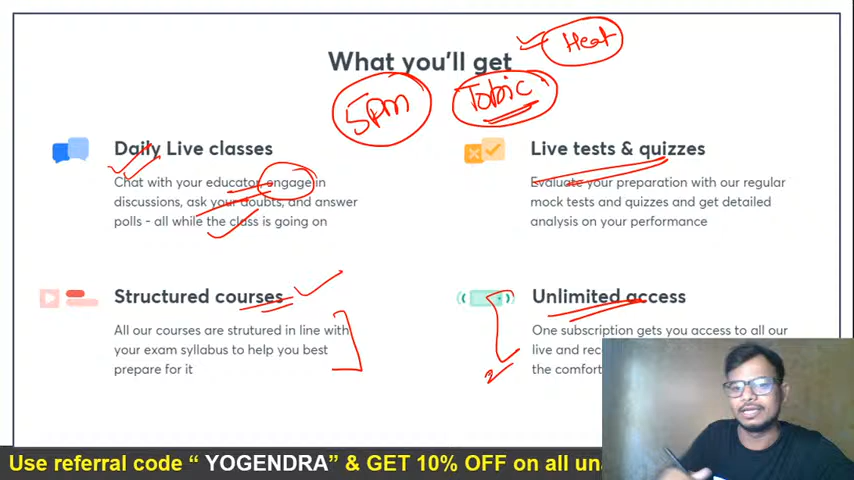 What you'll get
Heat
5pm
Topic
Daily Live classes
Chat with your educator, engage in
discussions, ask your doubts, and answer
polls - all while the class is going on
Live tests & quizzes
Evaluate your preparation with our regular
mock tests and quizzes and get detailed
analysis on your performance
Structured courses
All our courses are strutured in line with
your exam syllabus to help you best
prepare for it
Unlimited access
One subscription gets you access to all our
live and rec
the comfort
Use referral code “ YOGENDRA” & GET 10% OFF on all una